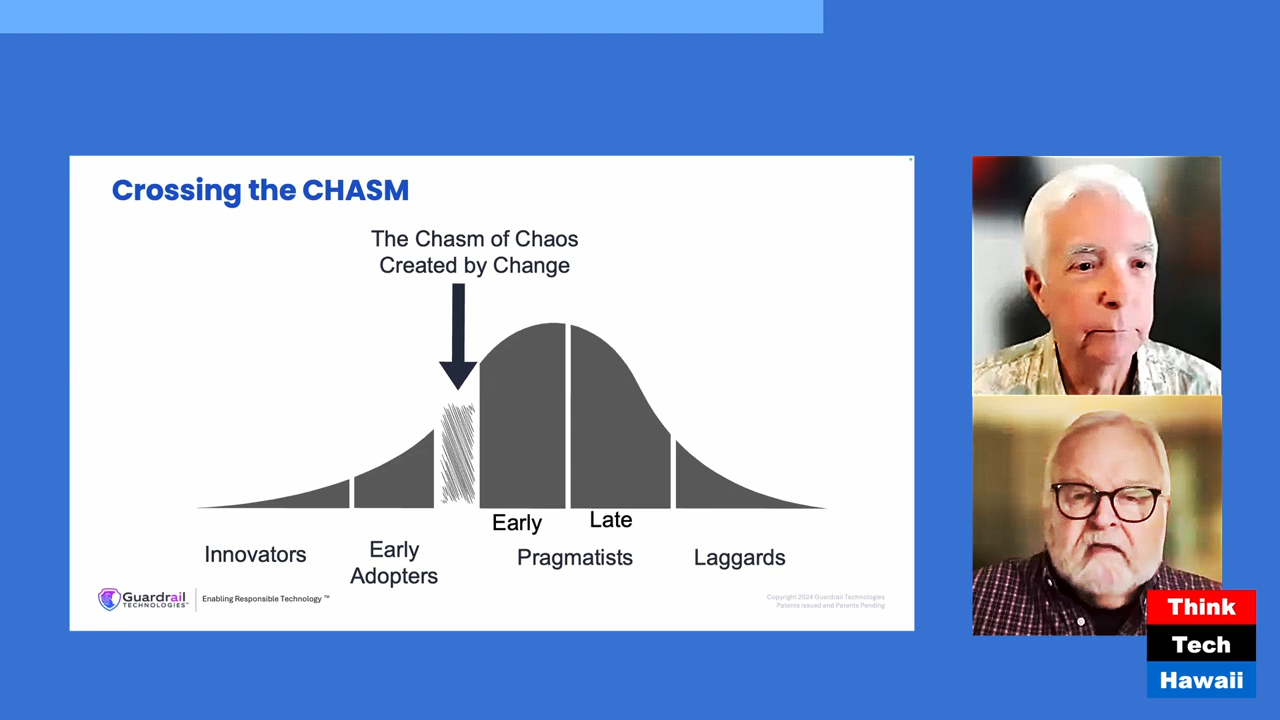 Crossing the CHASM
The Chasm of Chaos
Created by Change
Early
Late
Innovators
Early
Adopters
Pragmatists
Laggards
Guardrail
TECHNOLOGIES™
Enabling Responsible Technology ™
Copyright 2024 Guardrail Technologies
Patents Issued and Patents Pending
Think
Tech
Hawaii